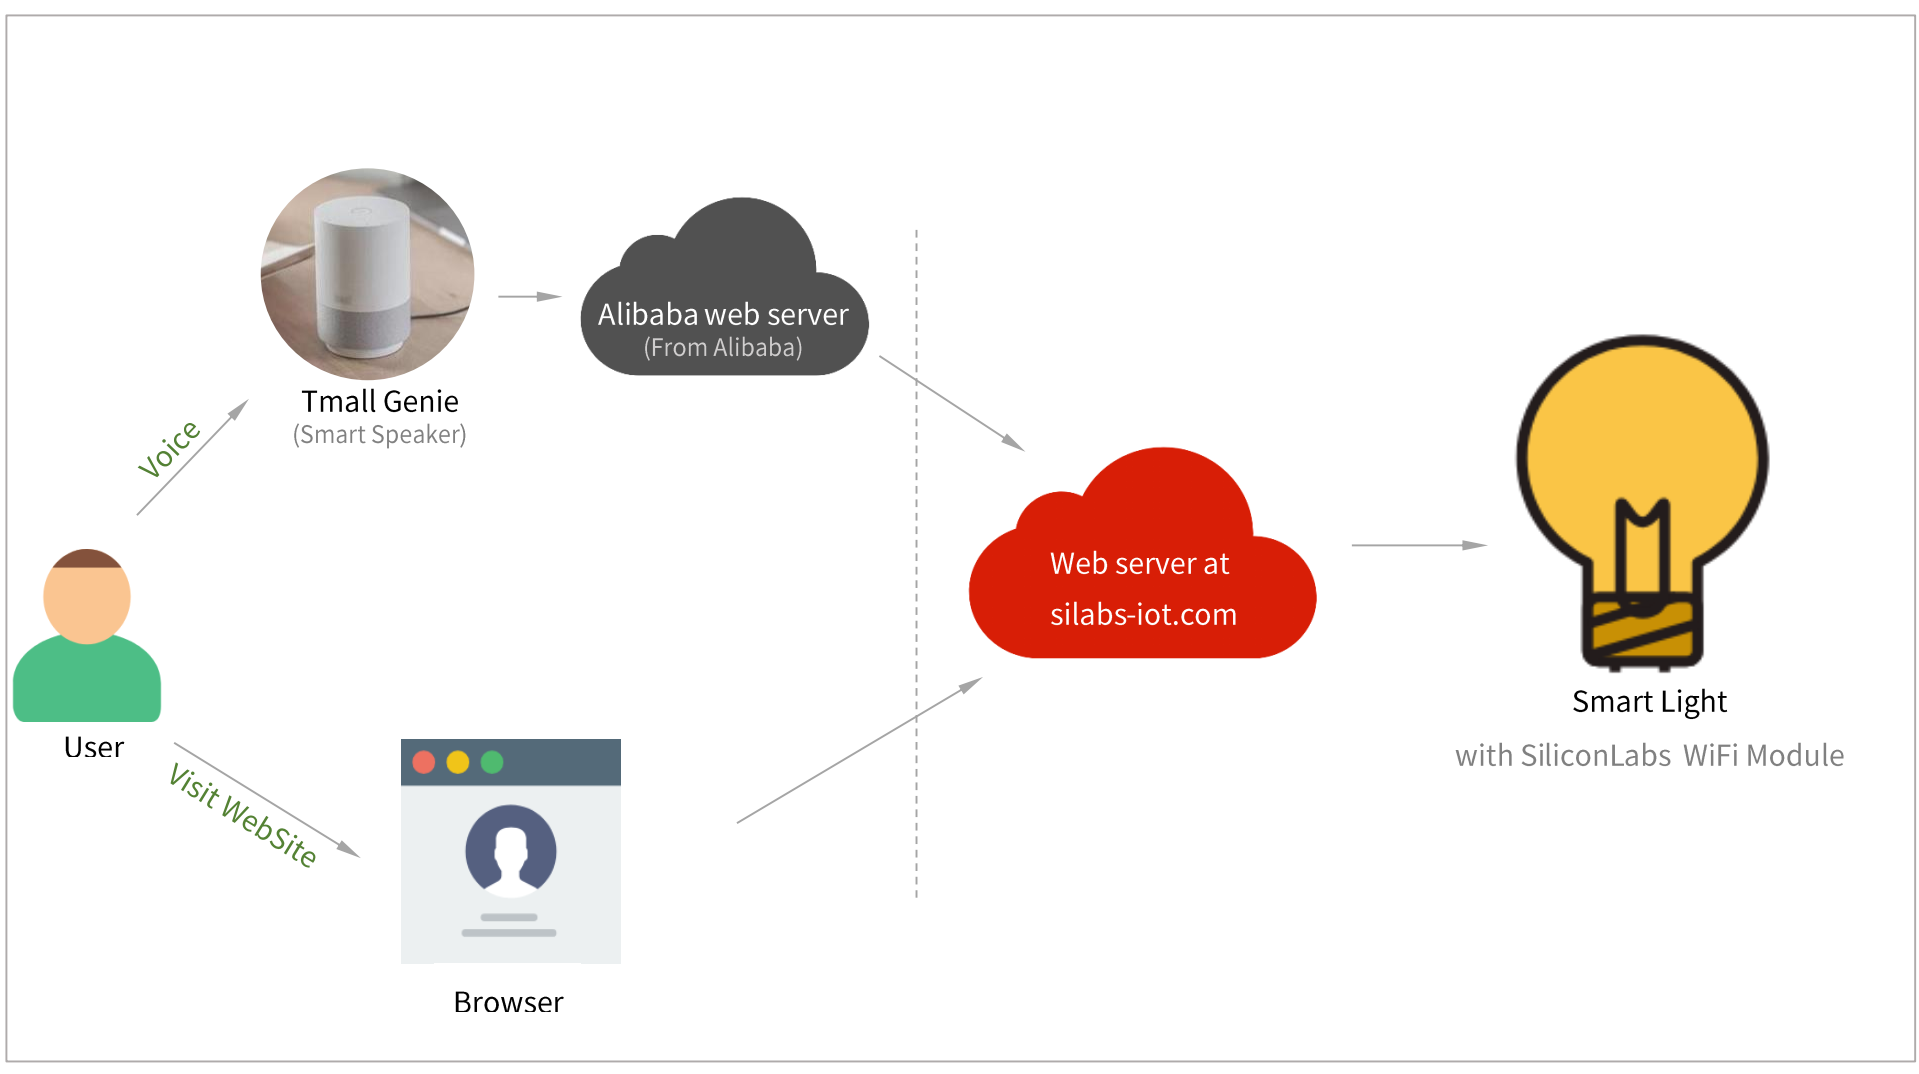 Alibaba web server
(From Alibaba)
Tmall Genie
(Smart Speaker)
Voice
Web server at
silabs-iot.com
Smart Light
with SiliconLabs WiFi Module
User
Visit WebSite
Browser